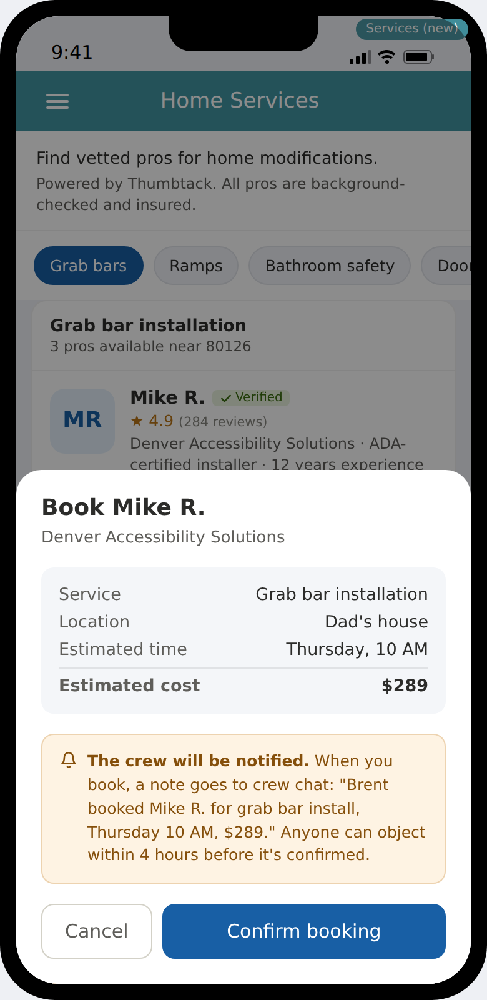 Services (new)
9:41
Home Services
Find vetted pros for home modifications.
Powered by Thumbtack. All pros are background-
checked and insured.
Grab bars
Ramps
Bathroom safety
Grab bar installation
3 pros available near 80126
MR
Mike R.
Verified
★ 4.9 (284 reviews)
Denver Accessibility Solutions · ADA-
certified installer · 12 years experience
Book Mike R.
Denver Accessibility Solutions
Service Grab bar installation
Location Dad's house
Estimated time Thursday, 10 AM
Estimated cost $289
The crew will be notified. When you
book, a note goes to crew chat: "Brent
booked Mike R. for grab bar install,
Thursday 10 AM, $289." Anyone can object
within 4 hours before it's confirmed.
Cancel
Confirm booking